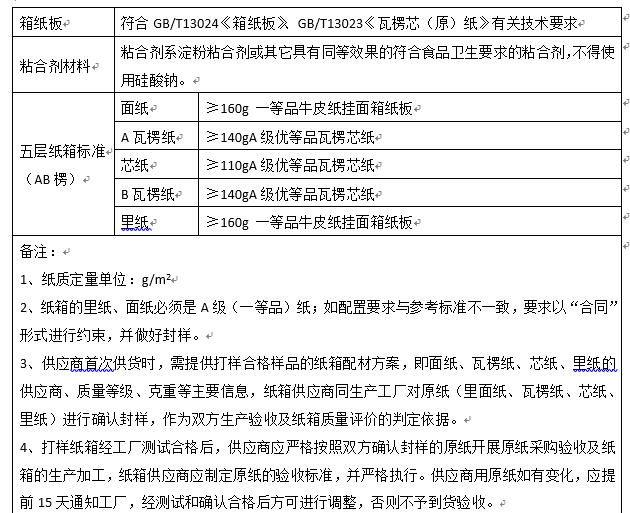 箱纸板 符合 GB/T13024《箱纸板》、GB/T13023《瓦楞芯（原）纸》有关技术要求
粘合剂材料 粘合剂系淀粉粘合剂或其它具有同等效果的符合食品卫生要求的粘合剂，不得使
用硅酸钠。
五层纸箱标准
（AB 楞）
面纸 ≥160g 一等品牛皮纸挂面箱纸板
A 瓦楞纸 ≥140gA 级优等品瓦楞芯纸
芯纸 ≥110gA 级优等品瓦楞芯纸
B 瓦楞纸 ≥140gA 级优等品瓦楞芯纸
里纸 ≥160g 一等品牛皮纸挂面箱纸板
备注：
1、纸质定量单位：g/m²
2、纸箱的里纸、面纸必须是 A 级（一等品）纸；如配置要求与参考标准不一致，要求以“合同”
形式进行约束，并做好封样。
3、供应商首次供货时，需提供打样合格样品的纸箱配材方案，即面纸、瓦楞纸、芯纸、里纸的
供应商、质量等级、克重等主要信息，纸箱供应商同生产工厂对原纸（里面纸、瓦楞纸、芯纸、
里纸）进行确认封样，作为双方生产验收及纸箱质量评价的判定依据。
4、打样纸箱经工厂测试合格后，供应商应严格按照双方确认封样的原纸开展原纸采购验收及纸
箱的生产加工，纸箱供应商应制定原纸的验收标准，并严格执行。供应商用原纸如有变化，应提
前 15 天通知工厂，经测试和确认合格后方可进行调整，否则不予到货验收。